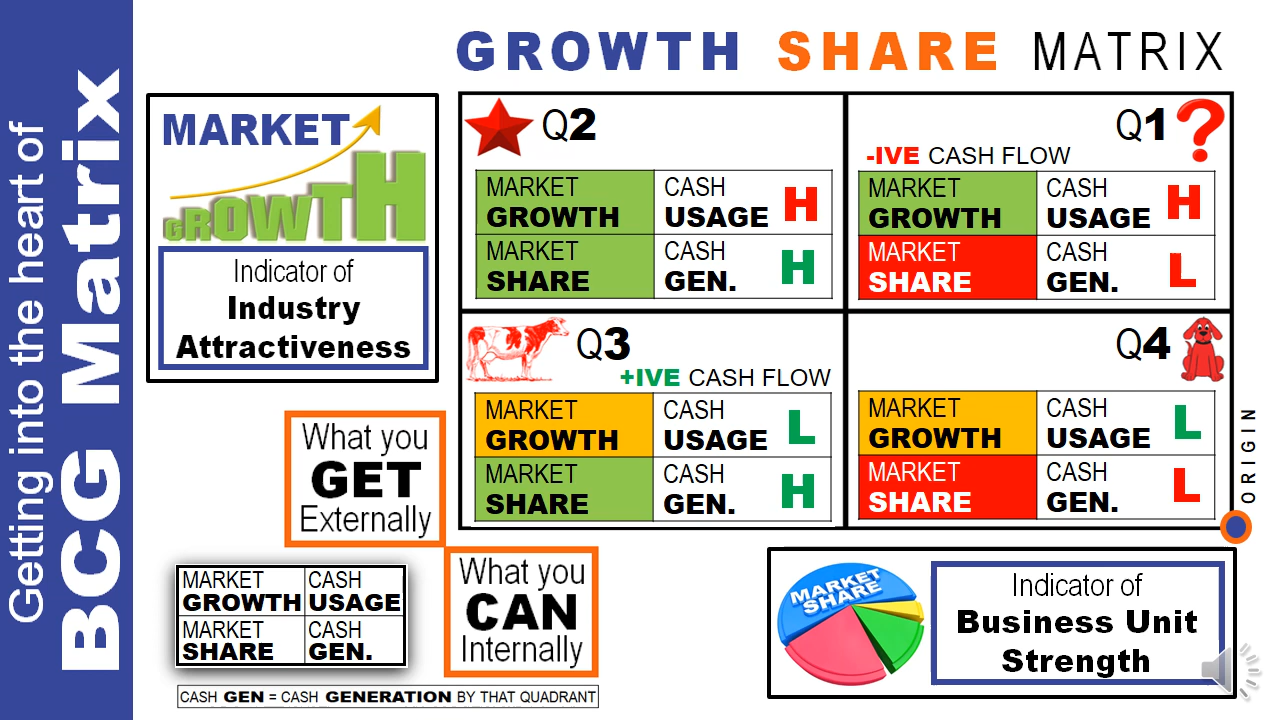 Getting into the heart of
BCG Matrix
GROWTH SHARE MATRIX
MARKET
GROWTH
Indicator of
Industry
Attractiveness
Q2
MARKET
GROWTH
CASH
USAGE
H
MARKET
SHARE
CASH
GEN.
H
Q1
?
-IVE CASH FLOW
MARKET
GROWTH
CASH
USAGE
H
MARKET
SHARE
CASH
GEN.
L
Q3
+IVE CASH FLOW
MARKET
GROWTH
CASH
USAGE
L
MARKET
SHARE
CASH
GEN.
H
Q4
MARKET
GROWTH
CASH
USAGE
L
MARKET
SHARE
CASH
GEN.
L
ORIGIN
What you
GET
Externally
What you
CAN
Internally
MARKET
GROWTH
CASH
USAGE
MARKET
SHARE
CASH
GEN.
CASH GEN = CASH GENERATION BY THAT QUADRANT
MARKET
SHARE
Indicator of
Business Unit
Strength